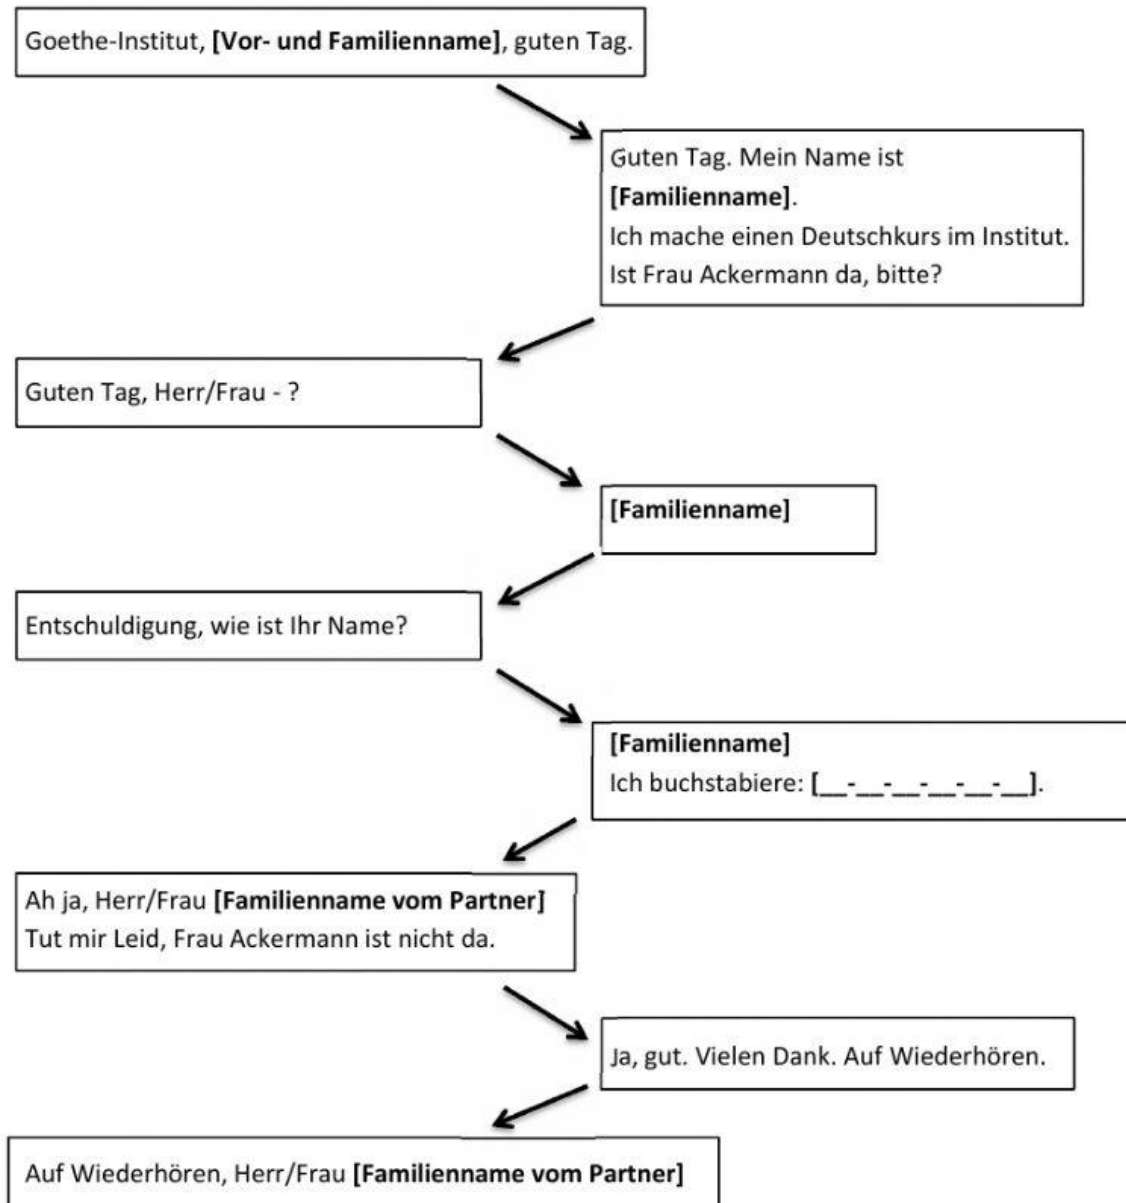 Goethe-Institut, [Vor- und Familienname], guten Tag.
Guten Tag. Mein Name ist
[Familienname].
Ich mache einen Deutschkurs im Institut.
Ist Frau Ackermann da, bitte?
Guten Tag, Herr/Frau - ?
[Familienname]
Entschuldigung, wie ist Ihr Name?
[Familienname]
Ich buchstabiere: [__-__-__-__-__-__].
Ah ja, Herr/Frau [Familienname vom Partner]
Tut mir Leid, Frau Ackermann ist nicht da.
Ja, gut. Vielen Dank. Auf Wiederhören.
Auf Wiederhören, Herr/Frau [Familienname vom Partner]